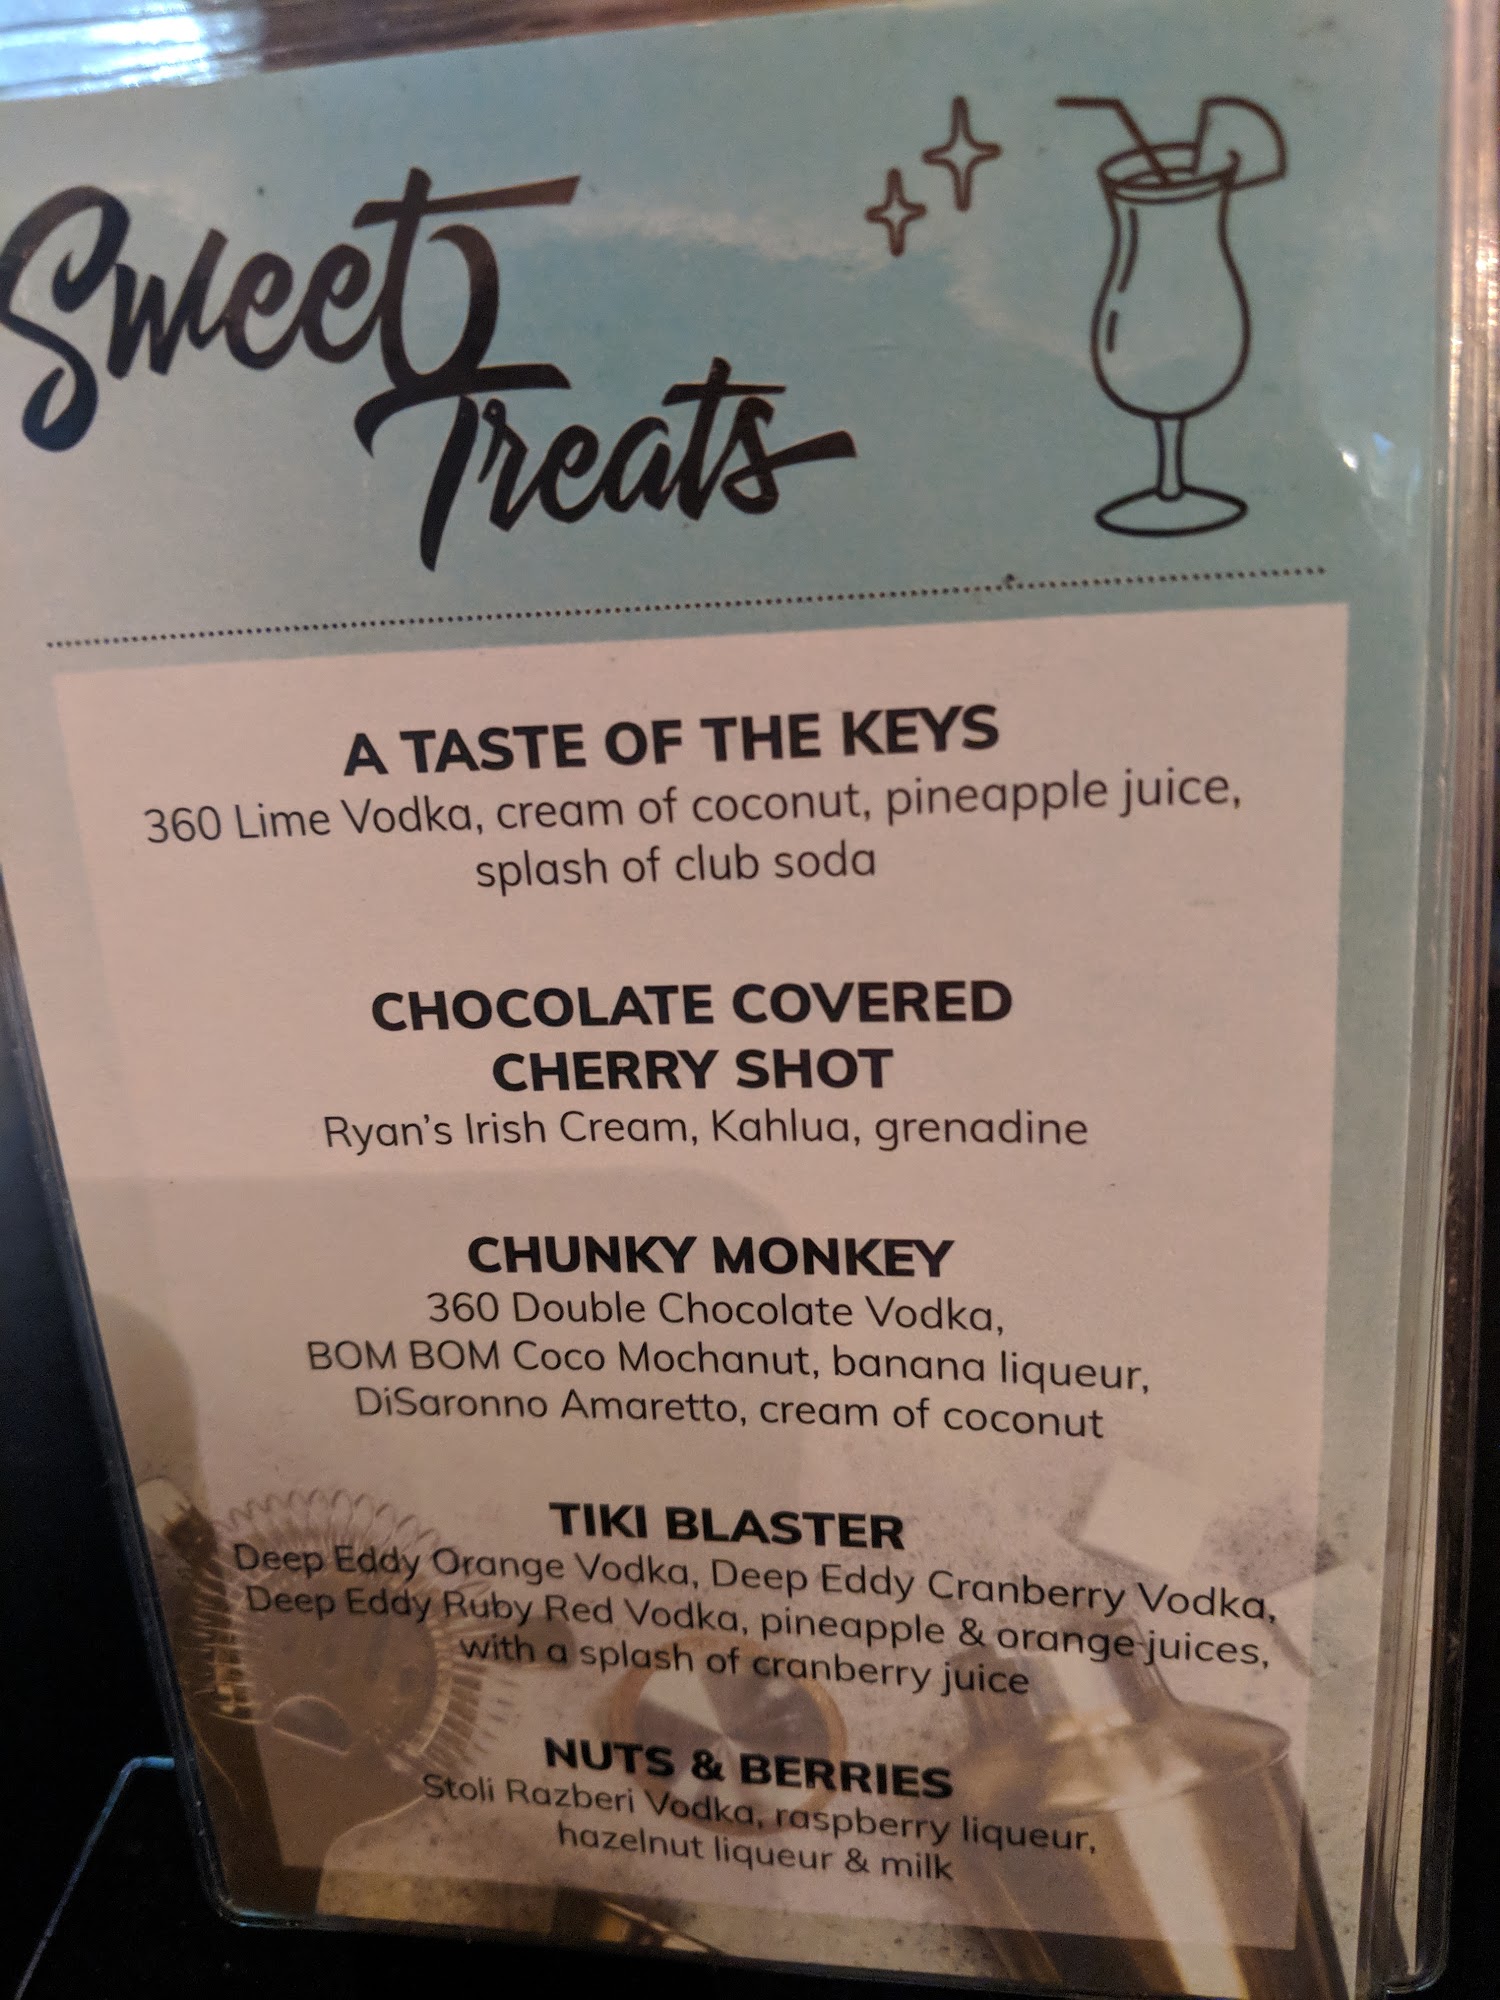 Sweet
Treats
A TASTE OF THE KEYS
360 Lime Vodka, cream of coconut, pineapple juice,
splash of club soda
CHOCOLATE COVERED
CHERRY SHOT
Ryan's Irish Cream, Kahlua, grenadine
CHUNKY MONKEY
360 Double Chocolate Vodka,
BOM BOM Coco Mochanut, banana liqueur,
DiSaronno Amaretto, cream of coconut
TIKI BLASTER
Deep Eddy Orange Vodka, Deep Eddy Cranberry Vodka,
Deep Eddy Ruby Red Vodka, pineapple & orange juices,
with a splash of cranberry juice
NUTS & BERRIES
Stoli Razberi Vodka, raspberry liqueur,
hazelnut liqueur & milk